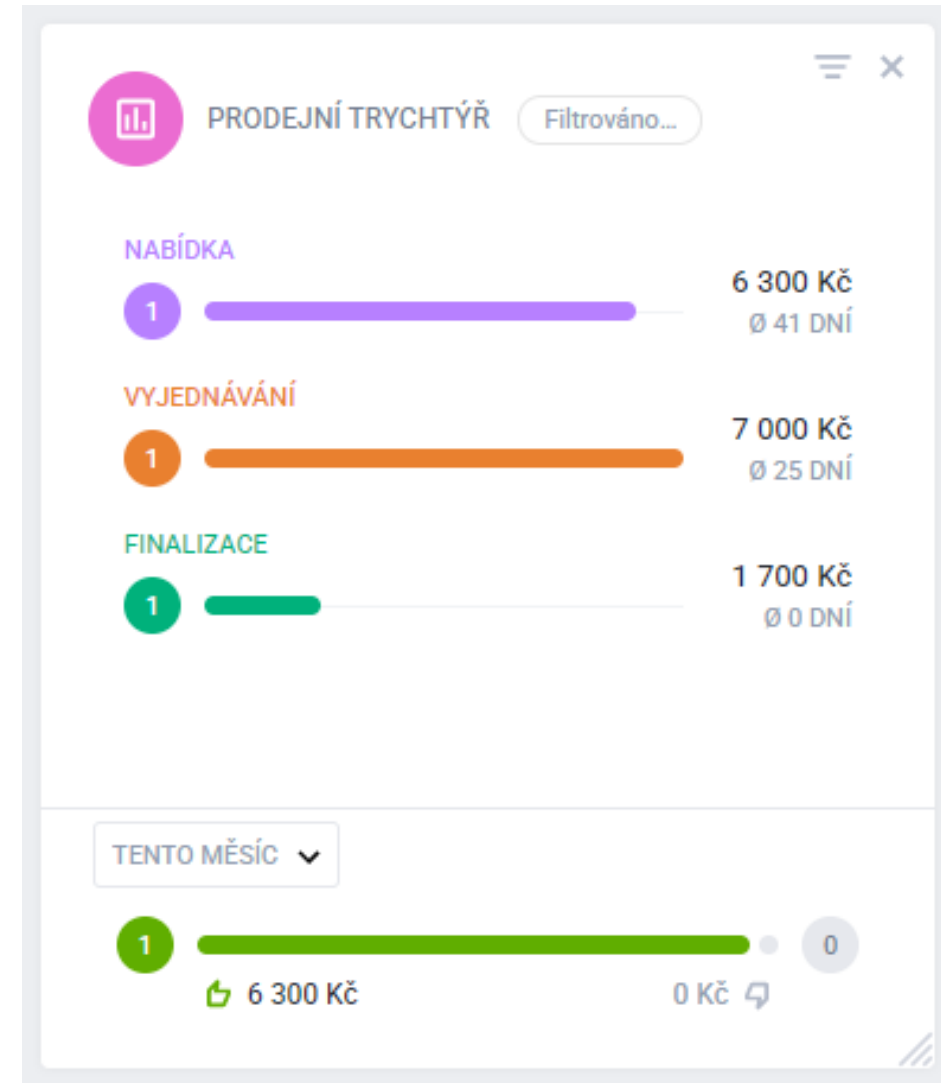 PRODEJNÍ TRYCHTÝŘ Filtrováno...
NABÍDKA
1
6 300 Kč
Ø 41 DNÍ
VYJEDNÁVÁNÍ
1
7 000 Kč
Ø 25 DNÍ
FINALIZACE
1
1 700 Kč
Ø 0 DNÍ
TENTO MĚSÍC
1 0
6 300 Kč 0 Kč